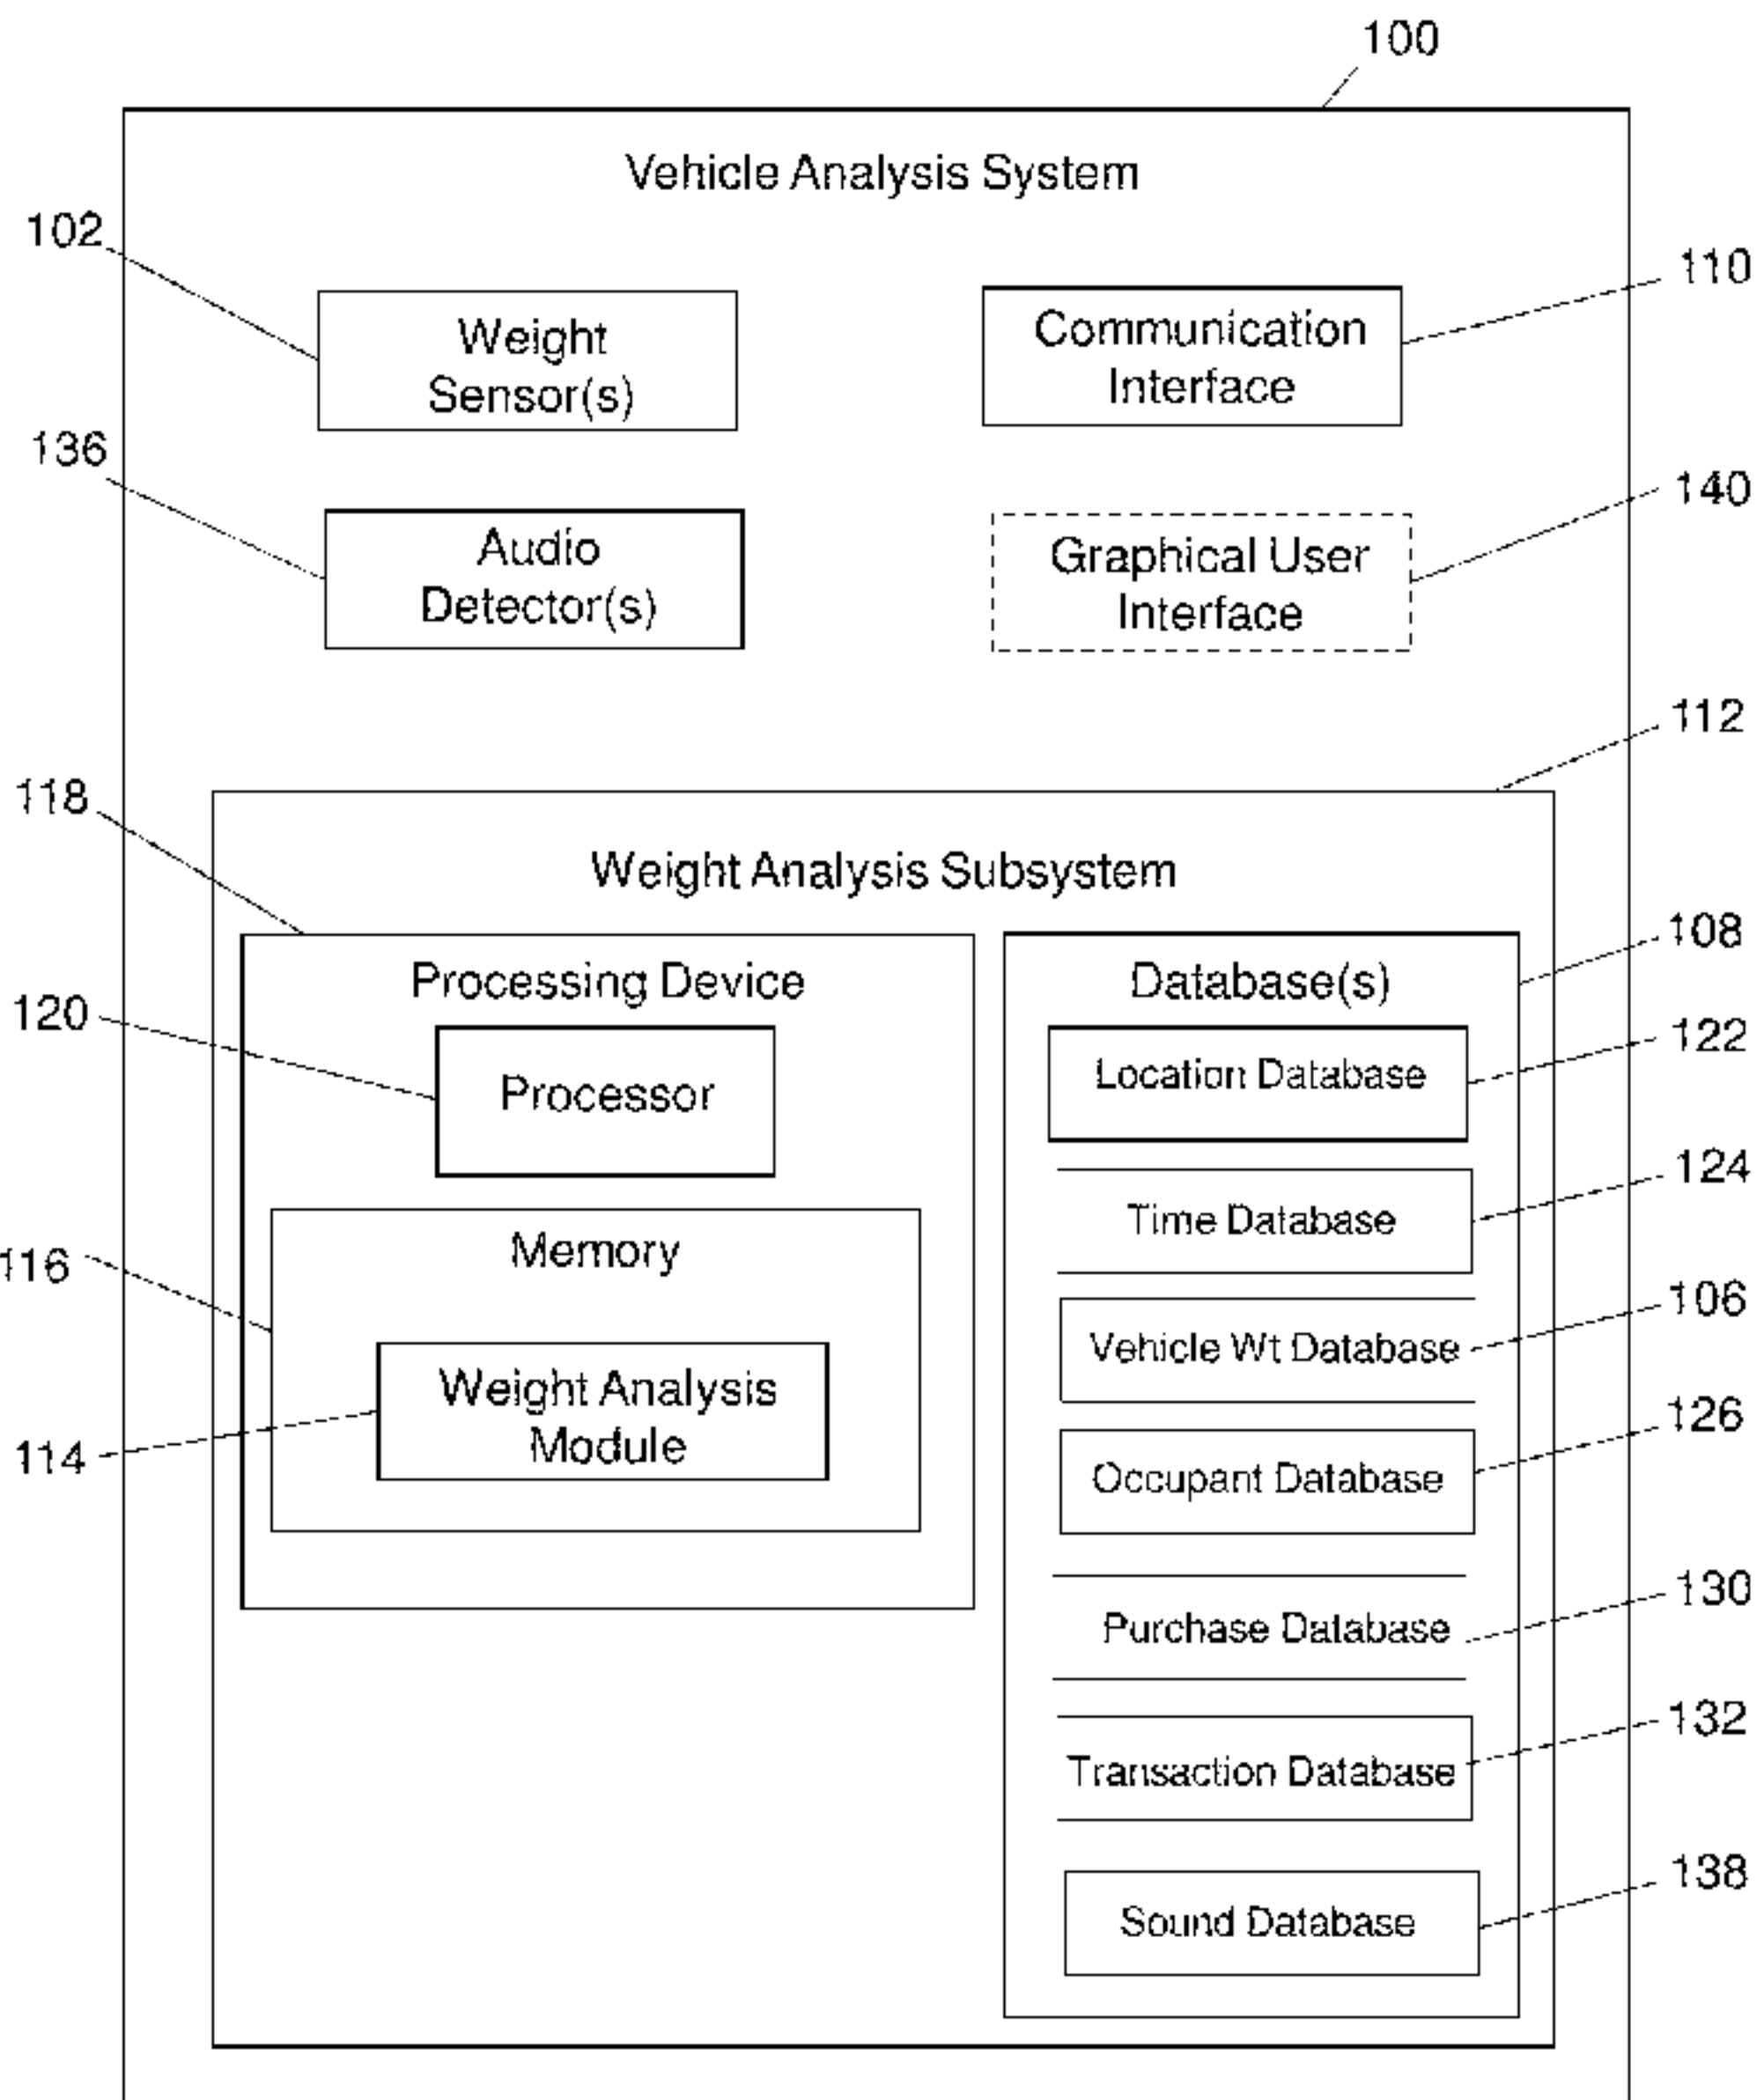 100
Vehicle Analysis System
102
110
Weight
Sensor(s)
Communication
Interface
136
140
Audio
Detector(s)
Graphical User
Interface
112
118
Weight Analysis Subsystem
108
Processing Device
Database(s)
120
122
Processor
Location Database
124
Time Database
116
Memory
106
Vehicle Wt Database
114
Weight Analysis
Module
126
Occupant Database
130
Purchase Database
132
Transaction Database
138
Sound Database